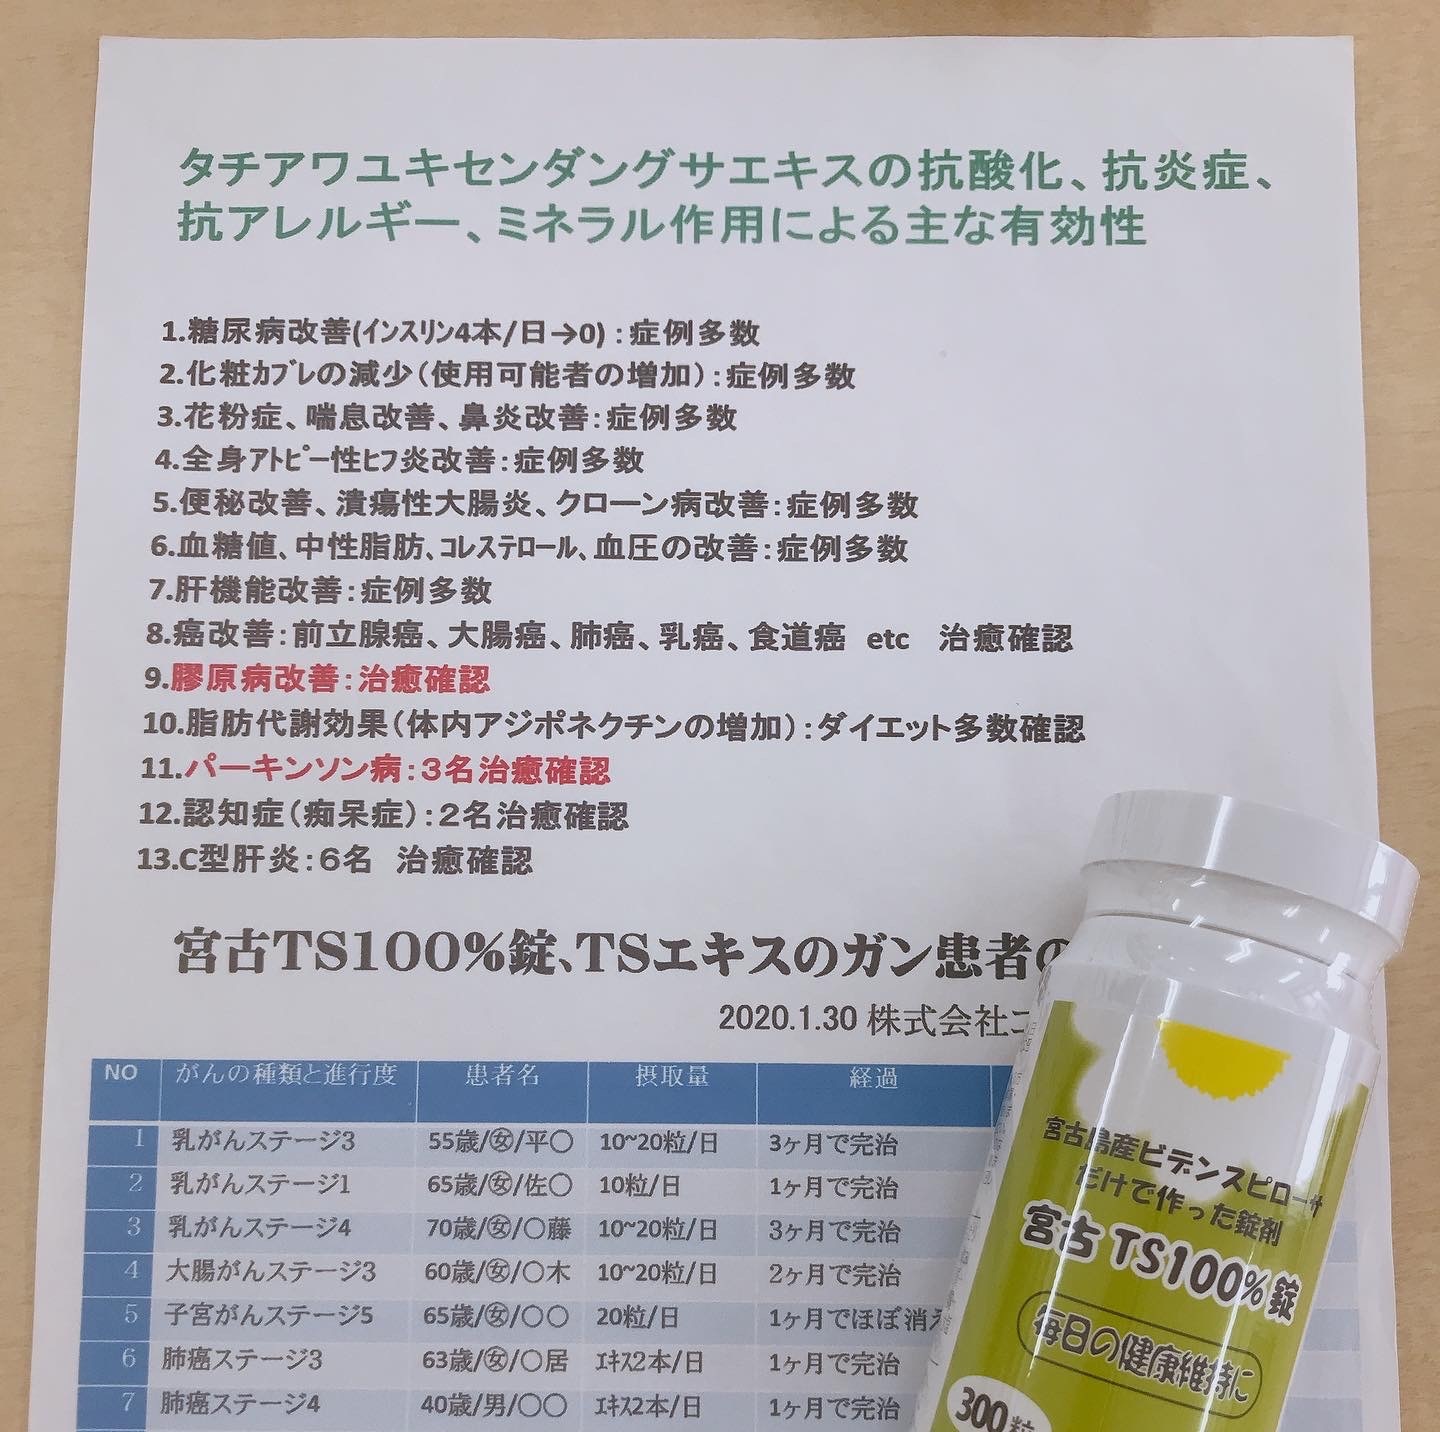 タチアワユキセンダングサエキスの抗酸化、抗炎症、
抗アレルギー、ミネラル作用による主な有効性
1.糖尿病改善(ｲﾝｽﾘﾝ4本/日→0)：症例多数
2.化粧ｶﾌﾞﾚの減少（使用可能者の増加）：症例多数
3.花粉症、喘息改善、鼻炎改善：症例多数
4.全身ｱﾄﾋﾟｰ性ﾋﾌ炎改善：症例多数
5.便秘改善、潰瘍性大腸炎、クローン病改善：症例多数
6.血糖値、中性脂肪、ｺﾚｽﾃﾛｰﾙ、血圧の改善：症例多数
7.肝機能改善：症例多数
8.癌改善：前立腺癌、大腸癌、肺癌、乳癌、食道癌 etc 治癒確認
9.膠原病改善：治癒確認
10.脂肪代謝効果（体内アジポネクチンの増加）：ダイエット多数確認
11.パーキンソン病：３名治癒確認
12.認知症（痴呆症）：２名治癒確認
13.C型肝炎：６名 治癒確認
宮古TS100%錠、TSエキスのガン患者の
2020.1.30 株式会社
NO がんの種類と進行度 患者名 摂取量 経過
1 乳がんステージ3 55歳/㊛/平〇 10~20粒/日 3ヶ月で完治
2 乳がんステージ1 65歳/㊛/佐〇 10粒/日 1ヶ月で完治
3 乳がんステージ4 70歳/㊛/〇藤 10~20粒/日 3ヶ月で完治
4 大腸がんステージ3 60歳/㊛/〇木 10~20粒/日 2ヶ月で完治
5 子宮がんステージ5 65歳/㊛/〇〇 20粒/日 1ヶ月でほぼ消え
6 肺癌ステージ3 63歳/㊛/〇居 ｴｷｽ2本/日 1ヶ月で完治
7 肺癌ステージ4 40歳/男/〇〇 ｴｷｽ2本/日 1ヶ月で完治
宮古島産ビデンスピローサ
だけで作った錠剤
宮古 TS100%錠
毎日の健康維持に
300粒